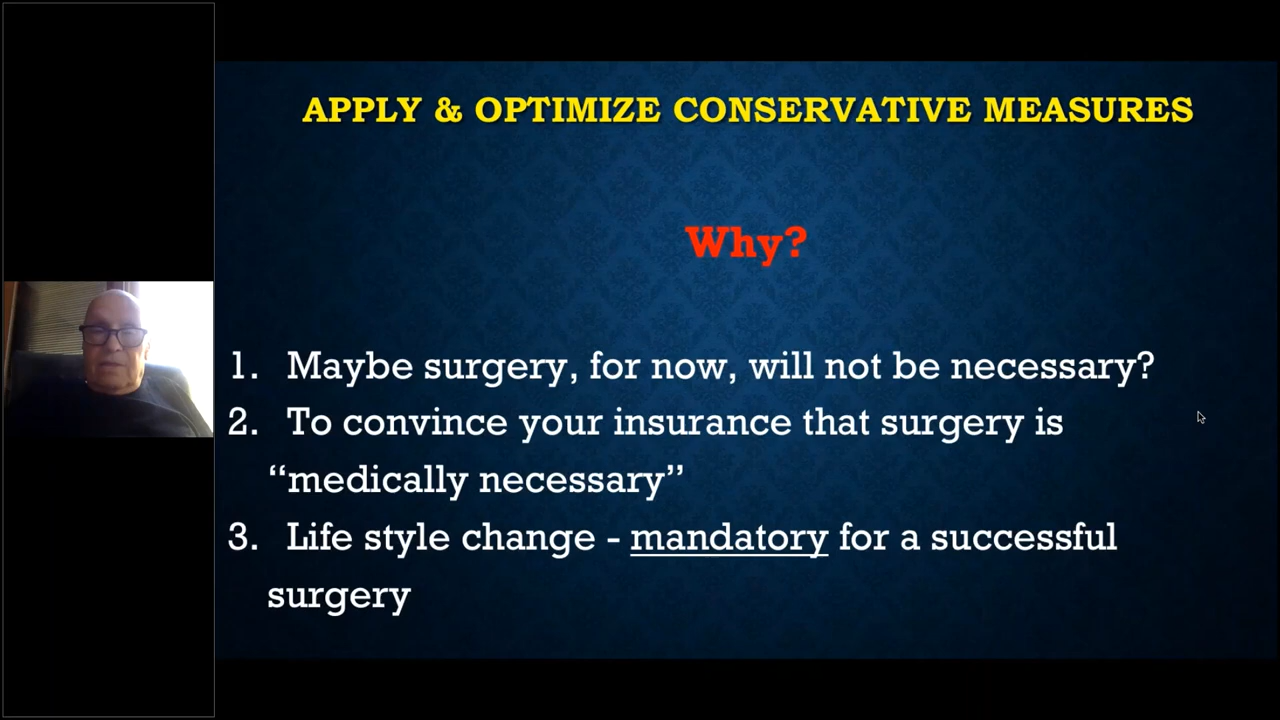 APPLY & OPTIMIZE CONSERVATIVE MEASURES
Why?
1. Maybe surgery, for now, will not be necessary?
2. To convince your insurance that surgery is
“medically necessary”
3. Life style change - mandatory for a successful
surgery